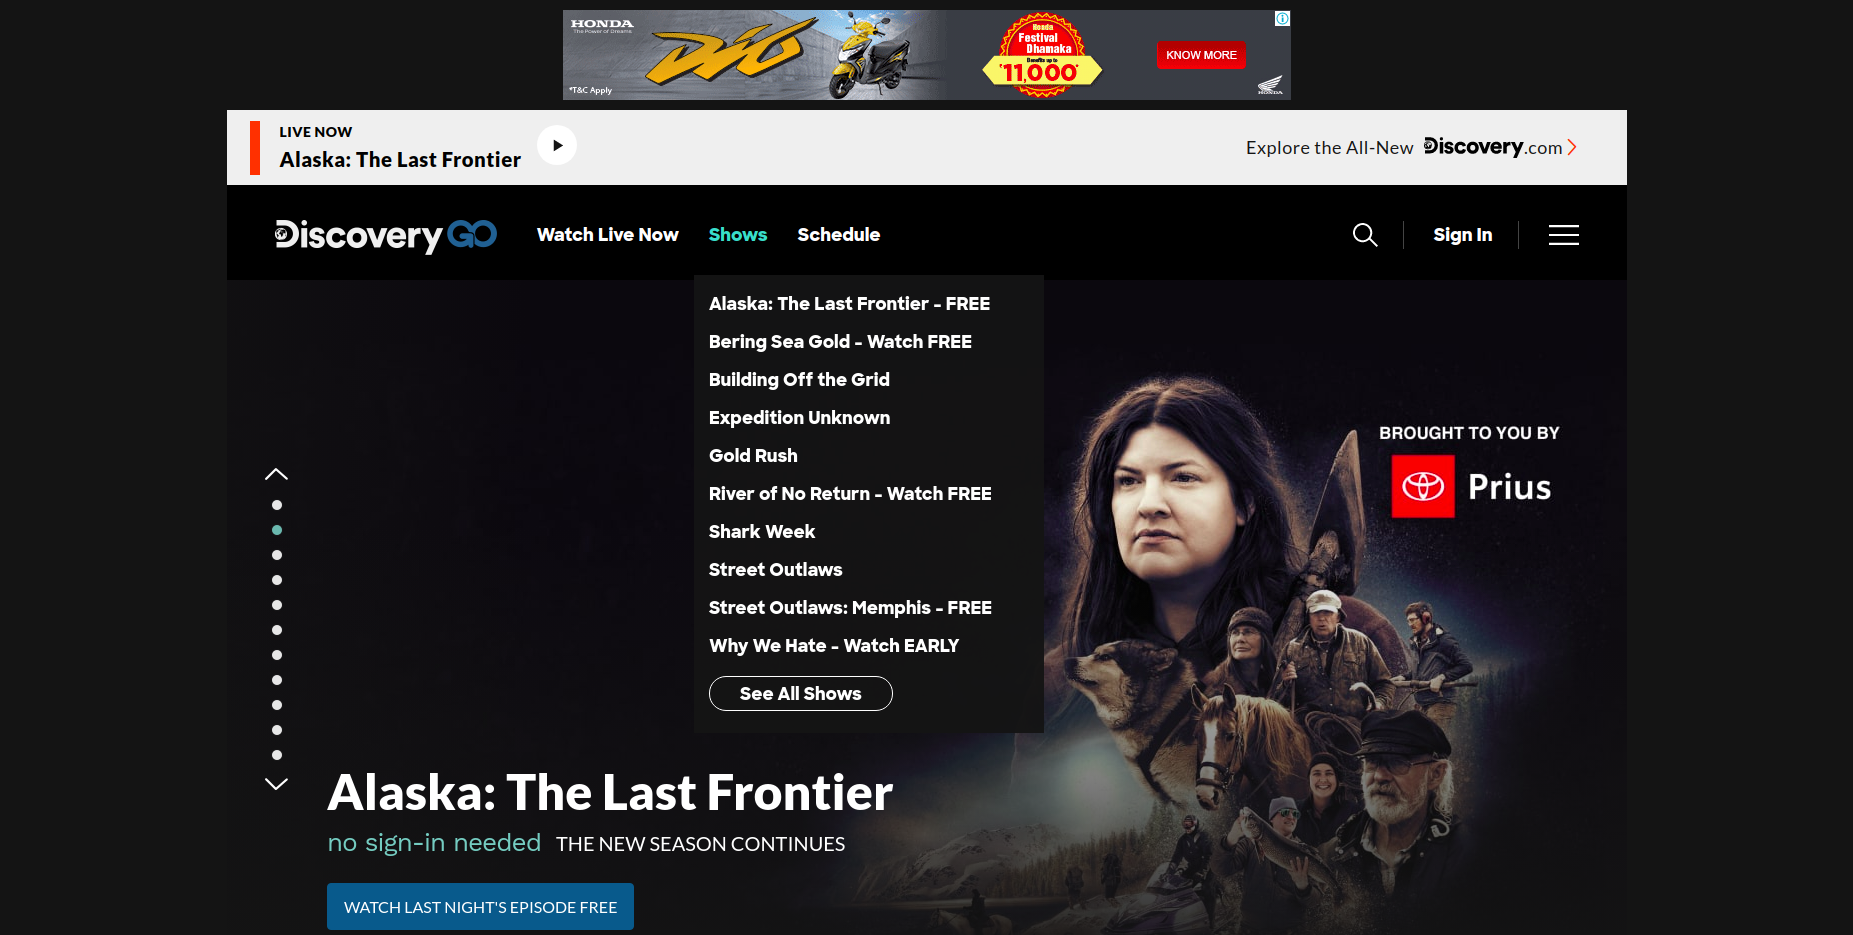 HONDA
The Power of Dreams
DIO
*T&C Apply
Honda
Festival
Dhamaka
Benefits up to
₹11,000*
KNOW MORE
HONDA
LIVE NOW
Alaska: The Last Frontier
Explore the All-New Discovery.com
Discovery GO
Watch Live Now
Shows
Schedule
Sign In
Alaska: The Last Frontier - FREE
Bering Sea Gold - Watch FREE
Building Off the Grid
Expedition Unknown
Gold Rush
River of No Return - Watch FREE
Shark Week
Street Outlaws
Street Outlaws: Memphis - FREE
Why We Hate - Watch EARLY
See All Shows
BROUGHT TO YOU BY
Prius
Alaska: The Last Frontier
no sign-in needed THE NEW SEASON CONTINUES
WATCH LAST NIGHT'S EPISODE FREE